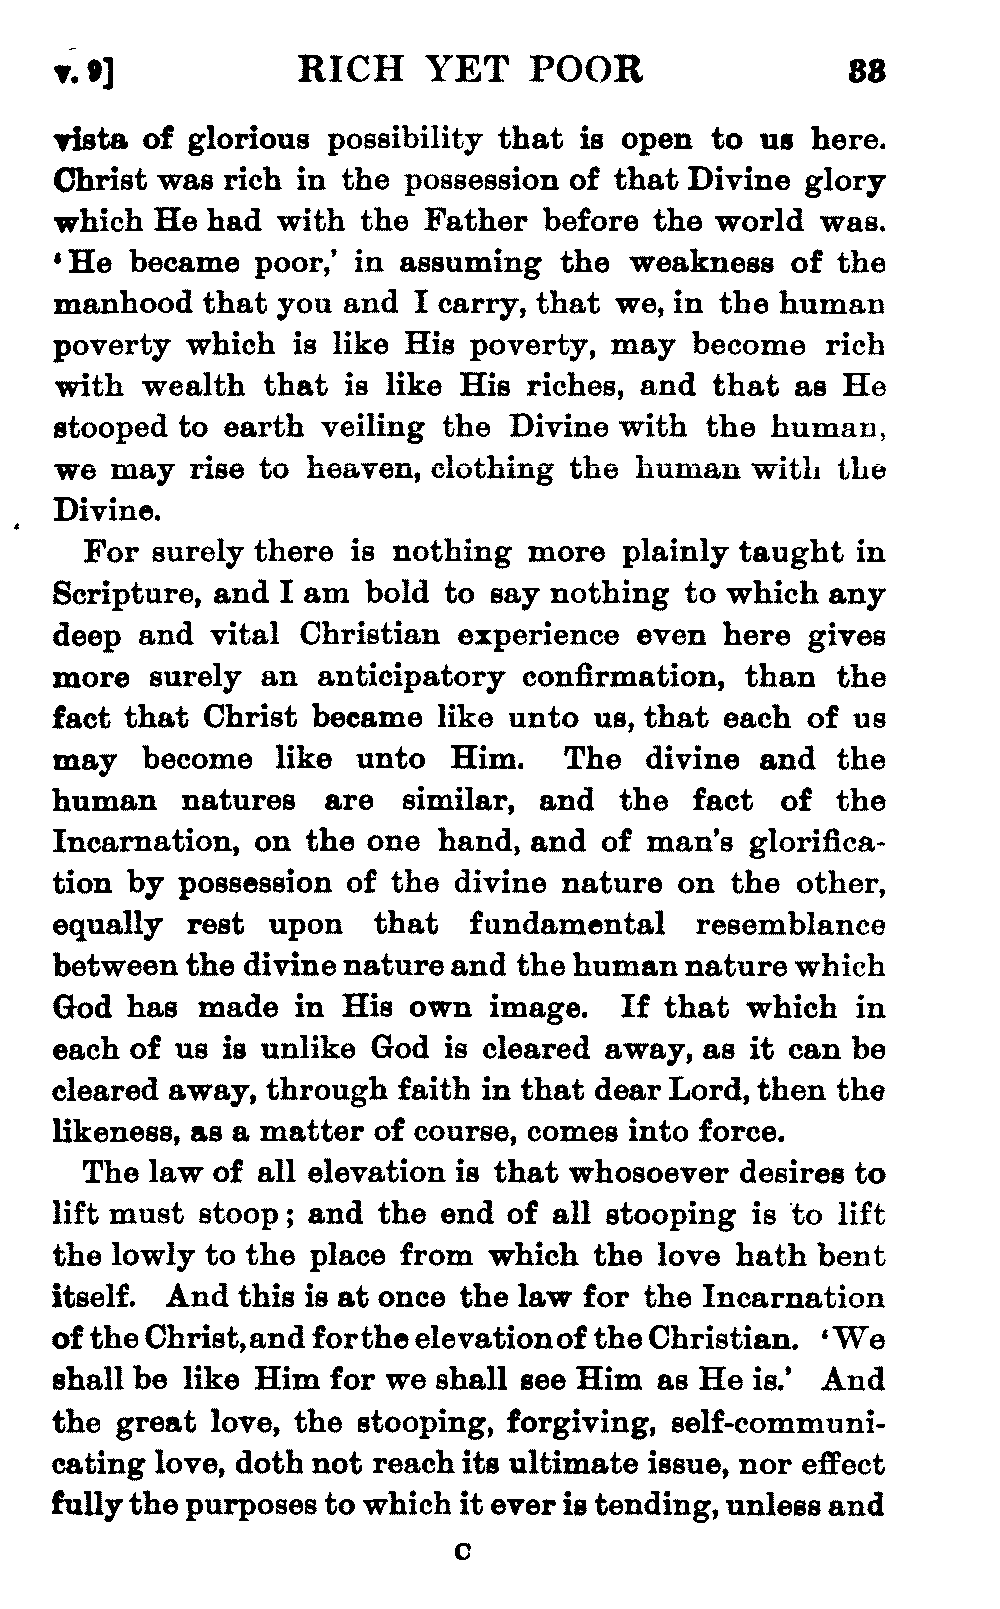 v. 9] RICH YET POOR 33
vista of glorious possibility that is open to us here.
Christ was rich in the possession of that Divine glory
which He had with the Father before the world was.
‘He became poor,’ in assuming the weakness of the
manhood that you and I carry, that we, in the human
poverty which is like His poverty, may become rich
with wealth that is like His riches, and that as He
stooped to earth veiling the Divine with the human,
we may rise to heaven, clothing the human with the
Divine.
For surely there is nothing more plainly taught in
Scripture, and I am bold to say nothing to which any
deep and vital Christian experience even here gives
more surely an anticipatory confirmation, than the
fact that Christ became like unto us, that each of us
may become like unto Him. The divine and the
human natures are similar, and the fact of the
Incarnation, on the one hand, and of man's glorifica-
tion by possession of the divine nature on the other,
equally rest upon that fundamental resemblance
between the divine nature and the human nature which
God has made in His own image. If that which in
each of us is unlike God is cleared away, as it can be
cleared away, through faith in that dear Lord, then the
likeness, as a matter of course, comes into force.
The law of all elevation is that whosoever desires to
lift must stoop; and the end of all stooping is to lift
the lowly to the place from which the love hath bent
itself. And this is at once the law for the Incarnation
of the Christ, and for the elevation of the Christian. ‘We
shall be like Him for we shall see Him as He is.’ And
the great love, the stooping, forgiving, self-communi-
cating love, doth not reach its ultimate issue, nor effect
fully the purposes to which it ever is tending, unless and
C